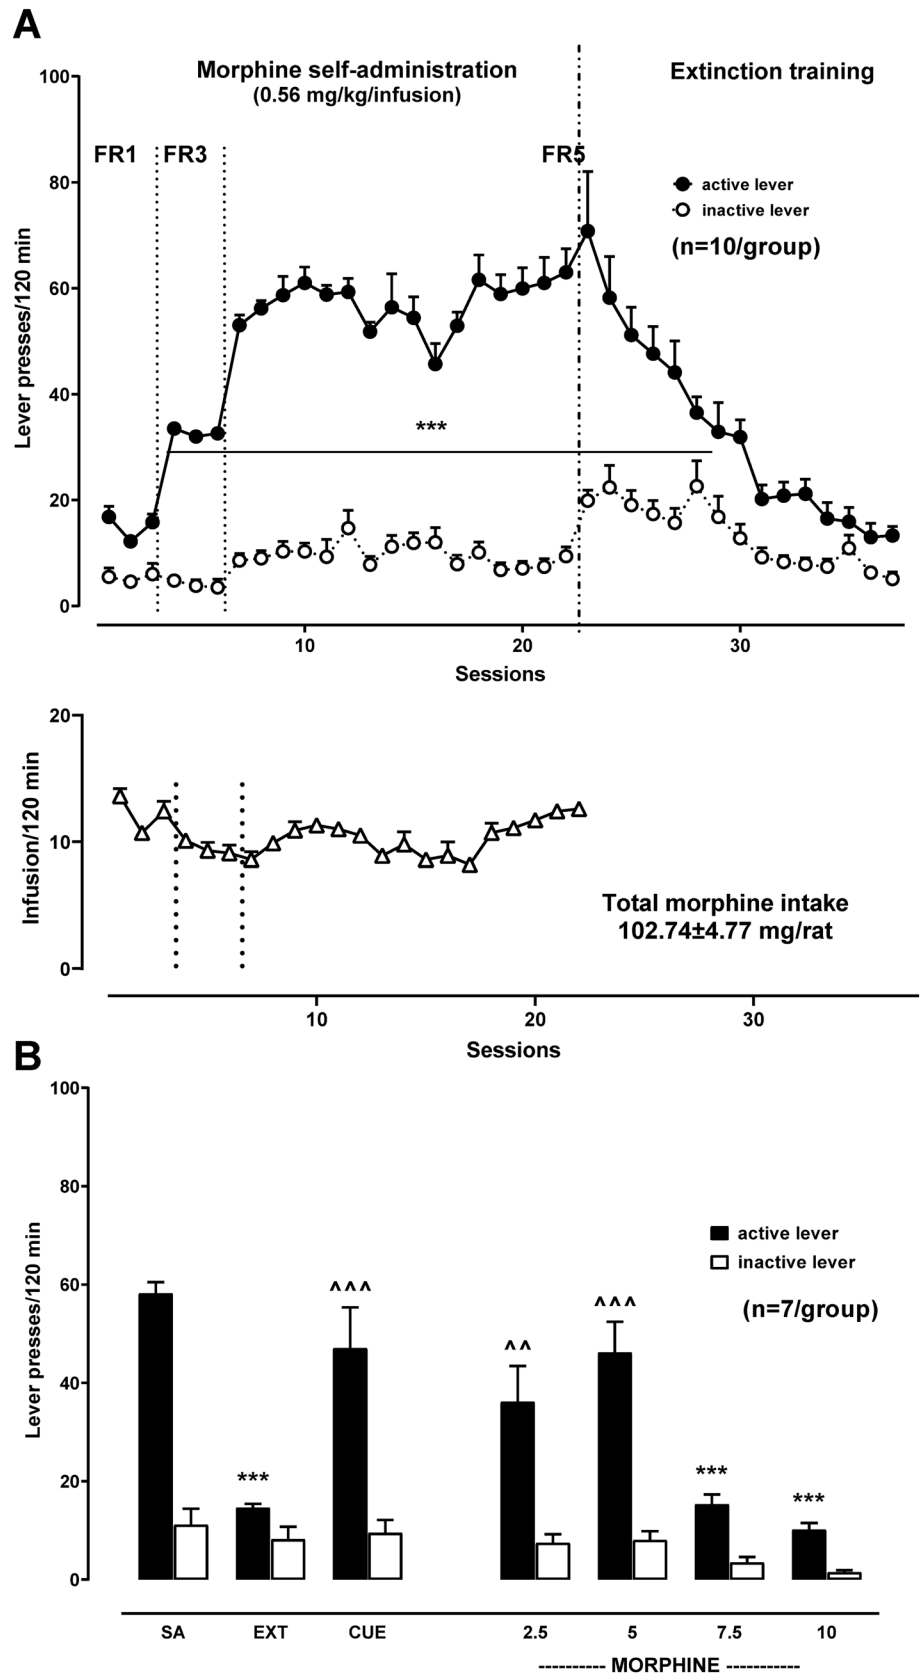 A
Morphine self-administration
(0.56 mg/kg/infusion)
Extinction training
100
80
60
40
20
0
Lever presses/120 min
FR1
FR3
FR5
active lever
inactive lever
(n=10/group)
***
10
20
30
Sessions
20
10
0
Infusion/120 min
Total morphine intake
102.74±4.77 mg/rat
10
20
30
Sessions
B
100
80
60
40
20
0
Lever presses/120 min
active lever
inactive lever
(n=7/group)
***
^^^
^^
^^^
***
***
SA
EXT
CUE
2.5
5
7.5
10
----------- MORPHINE -----------